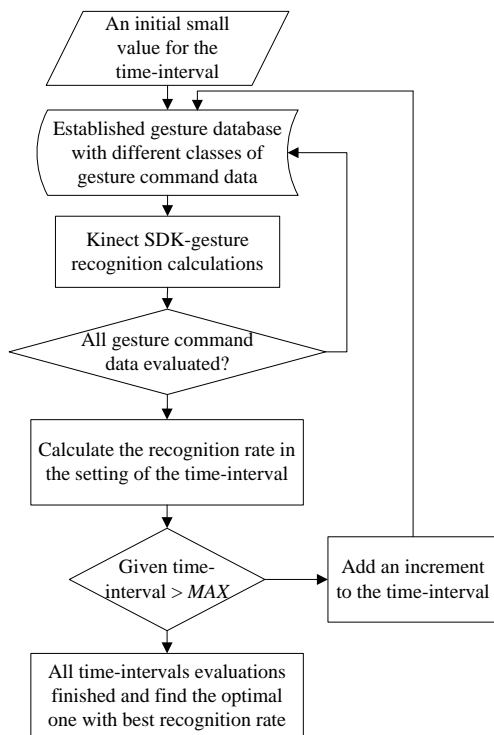 An initial small
value for the
time-interval
Established gesture database
with different classes of
gesture command data
Kinect SDK-gesture
recognition calculations
All gesture command
data evaluated?
Calculate the recognition rate in
the setting of the time-interval
Given time-
interval > MAX
Add an increment
to the time-interval
All time-intervals evaluations
finished and find the optimal
one with best recognition rate